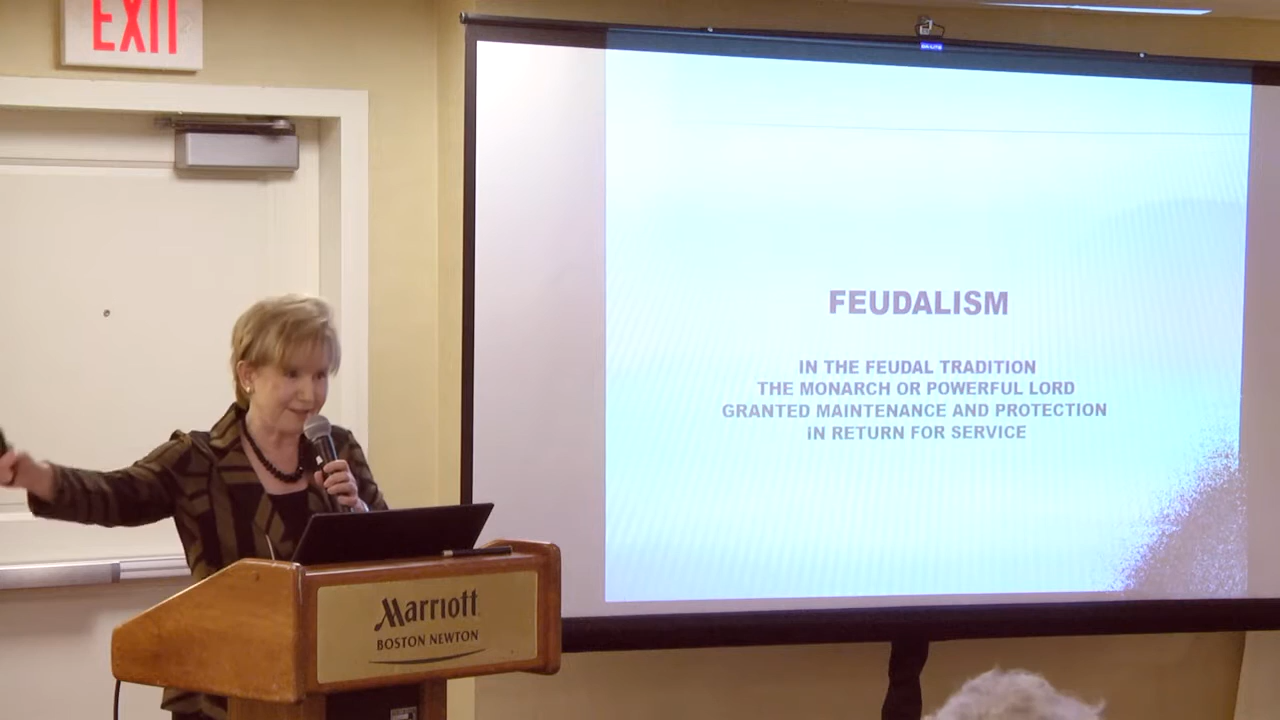 EXIT
FEUDALISM
IN THE FEUDAL TRADITION
THE MONARCH OR POWERFUL LORD
GRANTED MAINTENANCE AND PROTECTION
IN RETURN FOR SERVICE
Marriott
BOSTON NEWTON